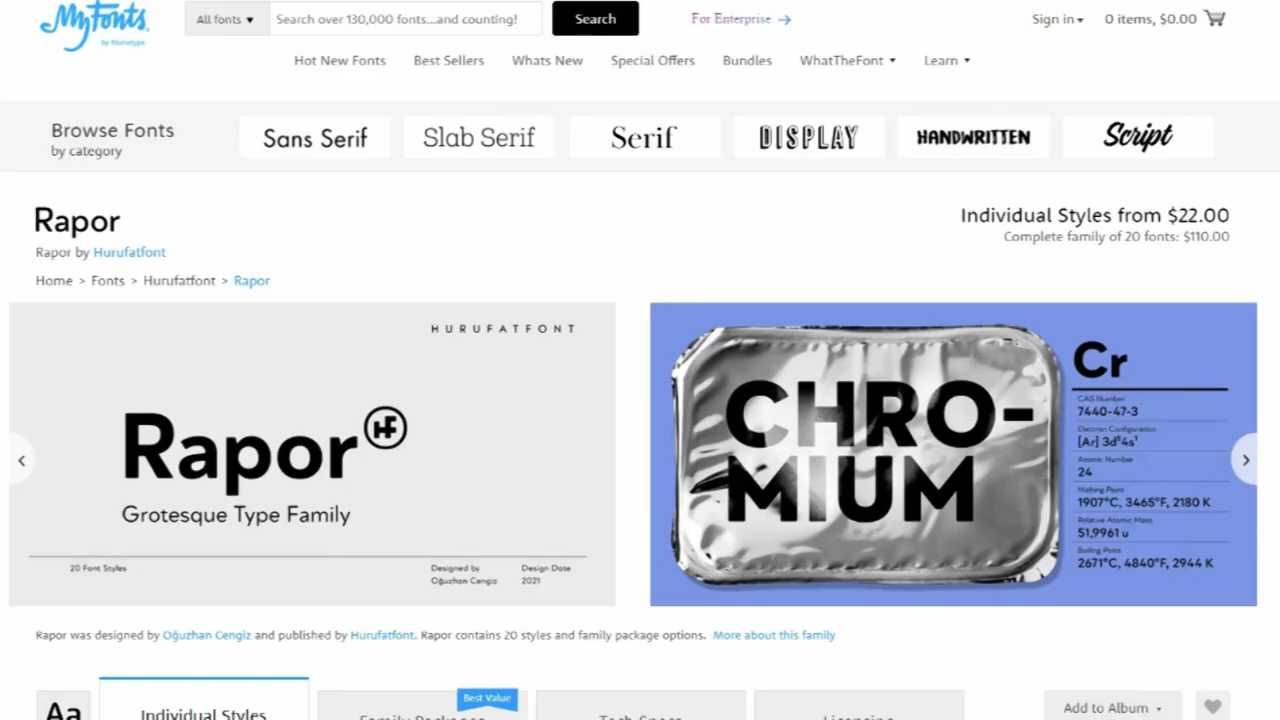 MyFonts
by Monotype
All fonts ▼
Search over 130,000 fonts...and counting!
Search
For Enterprise →
Sign in▾
0 items, $0.00
Hot New Fonts
Best Sellers
Whats New
Special Offers
Bundles
WhatTheFont ▼
Learn ▼
Browse Fonts
by category
Sans Serif
Slab Serif
Serif
DISPLAY
HANDWRITTEN
Script
Rapor
Individual Styles from $22.00
Rapor by Hurufatfont
Complete family of 20 fonts: $110.00
Home > Fonts > Hurufatfont > Rapor
HURUFATFONT
Rapor HF
Grotesque Type Family
20 Font Styles
Designed by
Oğuzhan Cengiz
Design Date
2021
CHRO-
MIUM
Cr
CAS Number
7440-47-3
Electron Configuration
[Ar] 3d⁵4s¹
Atomic Number
24
Melting Point
1907°C, 3465°F, 2180 K
Relative Atomic Mass
51,9961 u
Boiling Point
2671°C, 4840°F, 2944 K
Rapor was designed by Oğuzhan Cengiz and published by Hurufatfont. Rapor contains 20 styles and family package options. More about this family
Aa
Individual Styles
Best Value
Family Packages
Tech Specs
Licensing
Add to Album ▾